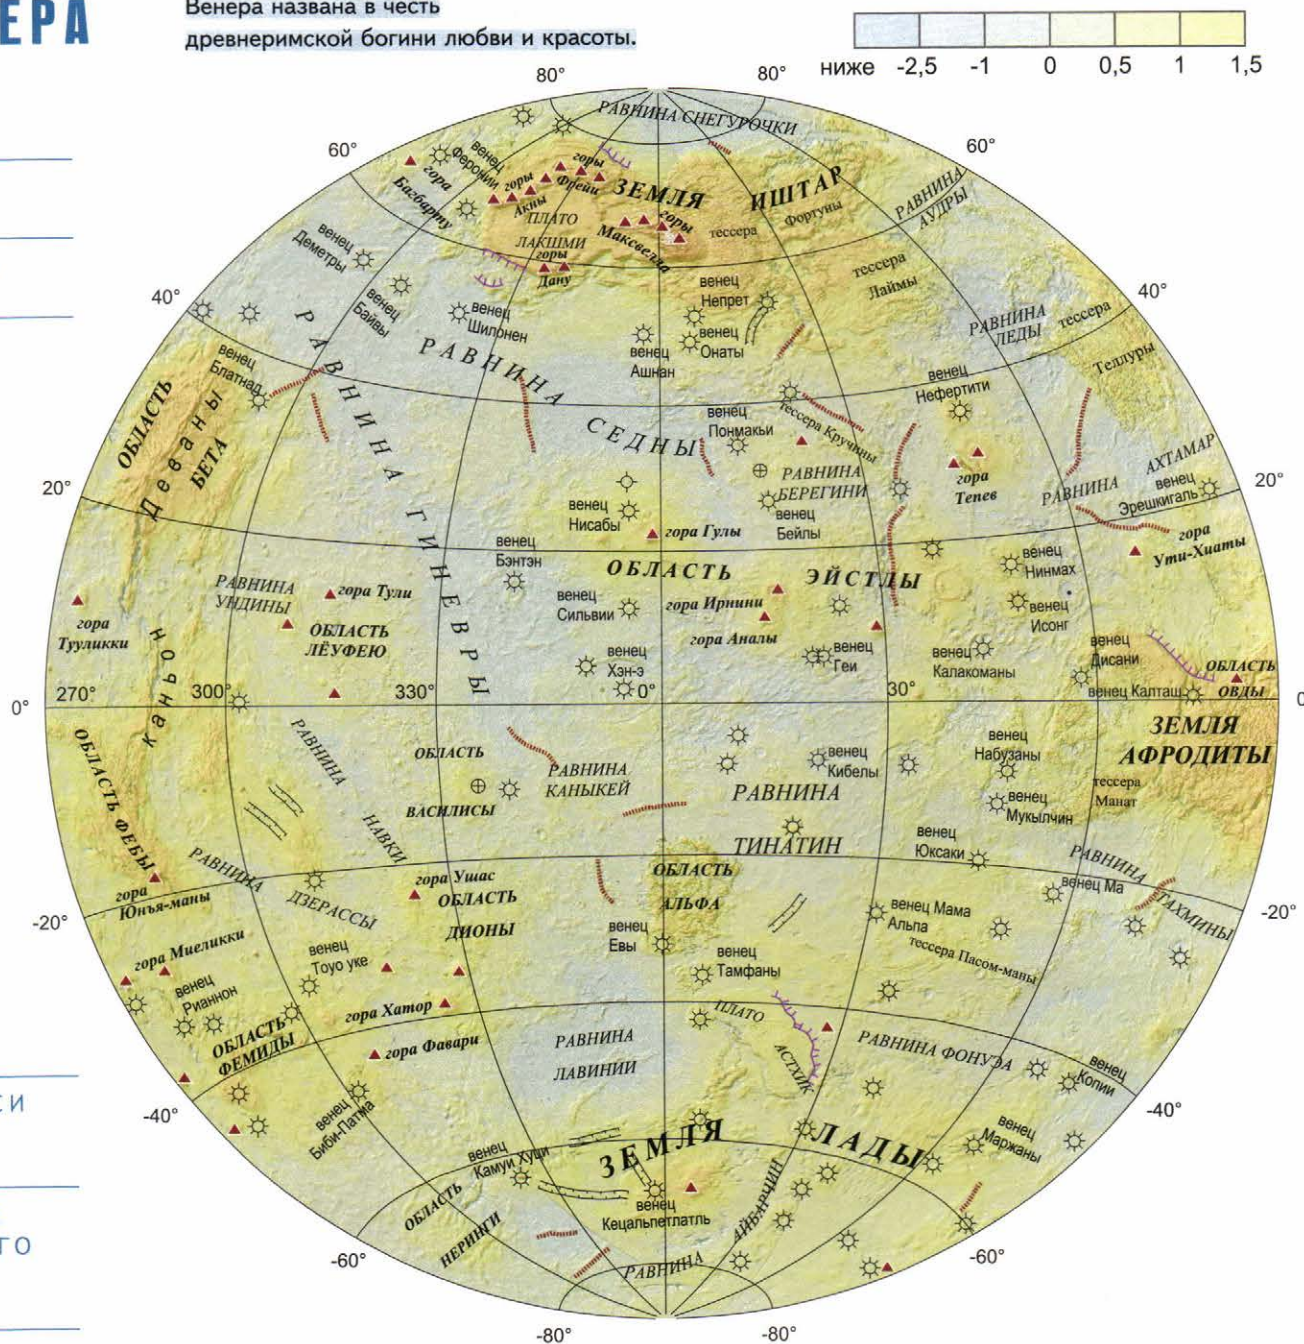 ЕРА
Венера названа в честь
древнеримской богини любви и красоты.
ниже -2,5 -1 0 0,5 1 1,5
80° 80°
60° 60°
40° 40°
20° 20°
0°
-20° -20°
-40° -40°
-60° -60°
-80° -80°
270° 300° 330° 0° 30°
РАВНИНА СНЕГУРОЧКИ
венец
Феронии
гора
Багбарту
горы
Акны
горы
Фрейи
ЗЕМЛЯ ИШТАР
ПЛАТО
ЛАКШМИ
горы
Максвелла
горы
Дану
тессера
Фортуны
РАВНИНА
АУДРЫ
тессера
Лаймы
венец
Деметры
венец
Байвы
венец
Шилонен
венец
Непрет
венец
Онаты
венец
Ашнан
РАВНИНА
ЛЕДЫ
тессера
Теллуры
венец
Блатнад
ОБЛАСТЬ
БЕТА
каньон Деваны
РАВНИНА ГИНЕВРЫ
РАВНИНА
СЕДНЫ
венец
Нефертити
венец
Понмакьи
тессера Кручины
РАВНИНА
БЕРЕГИНИ
гора
Тепев
РАВНИНА АХТАМАР
венец
Эрешкигаль
гора
Ути-Хиаты
венец
Нисабы
гора Гулы
венец
Бейлы
венец
Бэнтэн
ОБЛАСТЬ ЭЙСТЛЫ
венец
Нинмах
венец
Исонг
РАВНИНА
УНДИНЫ
гора Тули
ОБЛАСТЬ
ЛЁУФЕЮ
гора
Тууликки
венец
Сильвии
гора Ирнини
гора Аналы
венец
Хэн-э
венец
Геи
венец
Калакоманы
венец
Дисани
ОБЛАСТЬ
ОВДЫ
венец Калташ
ЗЕМЛЯ
АФРОДИТЫ
ОБЛАСТЬ ФЕБЫ
РАВНИНА
НАВКИ
ОБЛАСТЬ
ВАСИЛИСЫ
РАВНИНА
КАНЫКЕЙ
венец
Кибелы
РАВНИНА
ТИНАТИН
венец
Набузаны
венец
Мукылчин
тессера
Манат
венец
Юксаки
РАВНИНА
ТАХМИНЫ
венец Ма
гора
Юнъя-маны
РАВНИНА
ДЗЕРАССЫ
гора Ушас
ОБЛАСТЬ
ДИОНЫ
ОБЛАСТЬ
АЛЬФА
венец
Евы
венец
Тамфаны
венец Мама
Альпа
тессера Пасом-маны
гора Миеликки
венец
Рианнон
венец
Тоуо уке
гора Хатор
гора Фавари
ОБЛАСТЬ
ФЕМИДЫ
РАВНИНА
ЛАВИНИИ
ПЛАТО
АСТХИК
РАВНИНА ФОНУЭА
венец
Копии
венец
Маржаны
венец
Биби-Патма
венец
Камуи Хуци
ЗЕМЛЯ ЛАДЫ
венец
Кецальпетлатль
ОБЛАСТЬ
НЕРИНГИ
РАВНИНА
АЙБАРЧИН
СИ
ГО